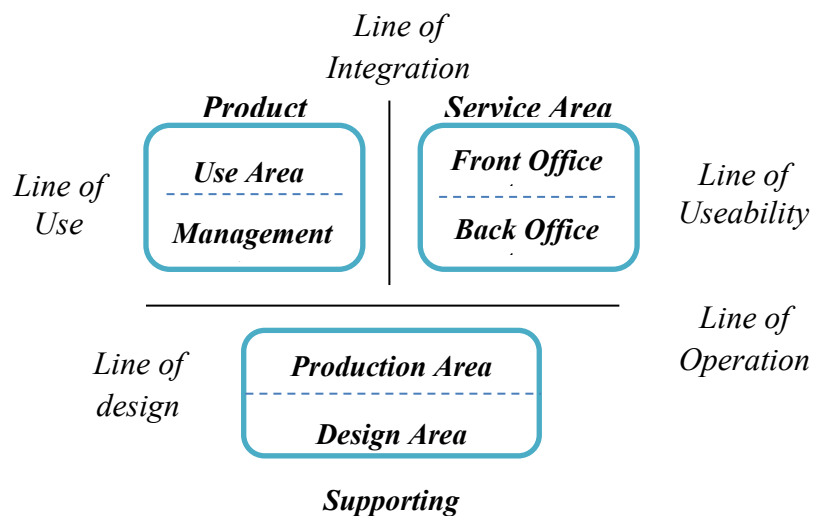 Line of
Integration
Product
Service Area
Line of
Use
Use Area
Management
Front Office
Back Office
Line of
Useability
Line of
design
Production Area
Design Area
Line of
Operation
Supporting